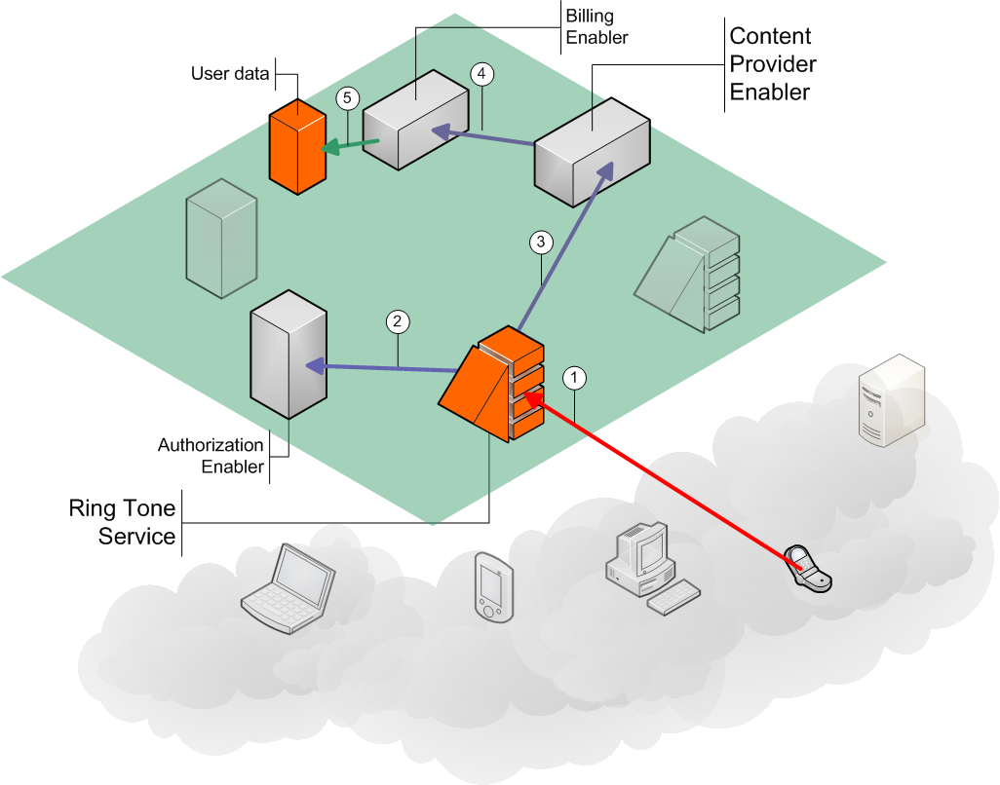 Billing
Enabler
Content
Provider
Enabler
User data
4
5
3
2
1
Authorization
Enabler
Ring Tone
Service